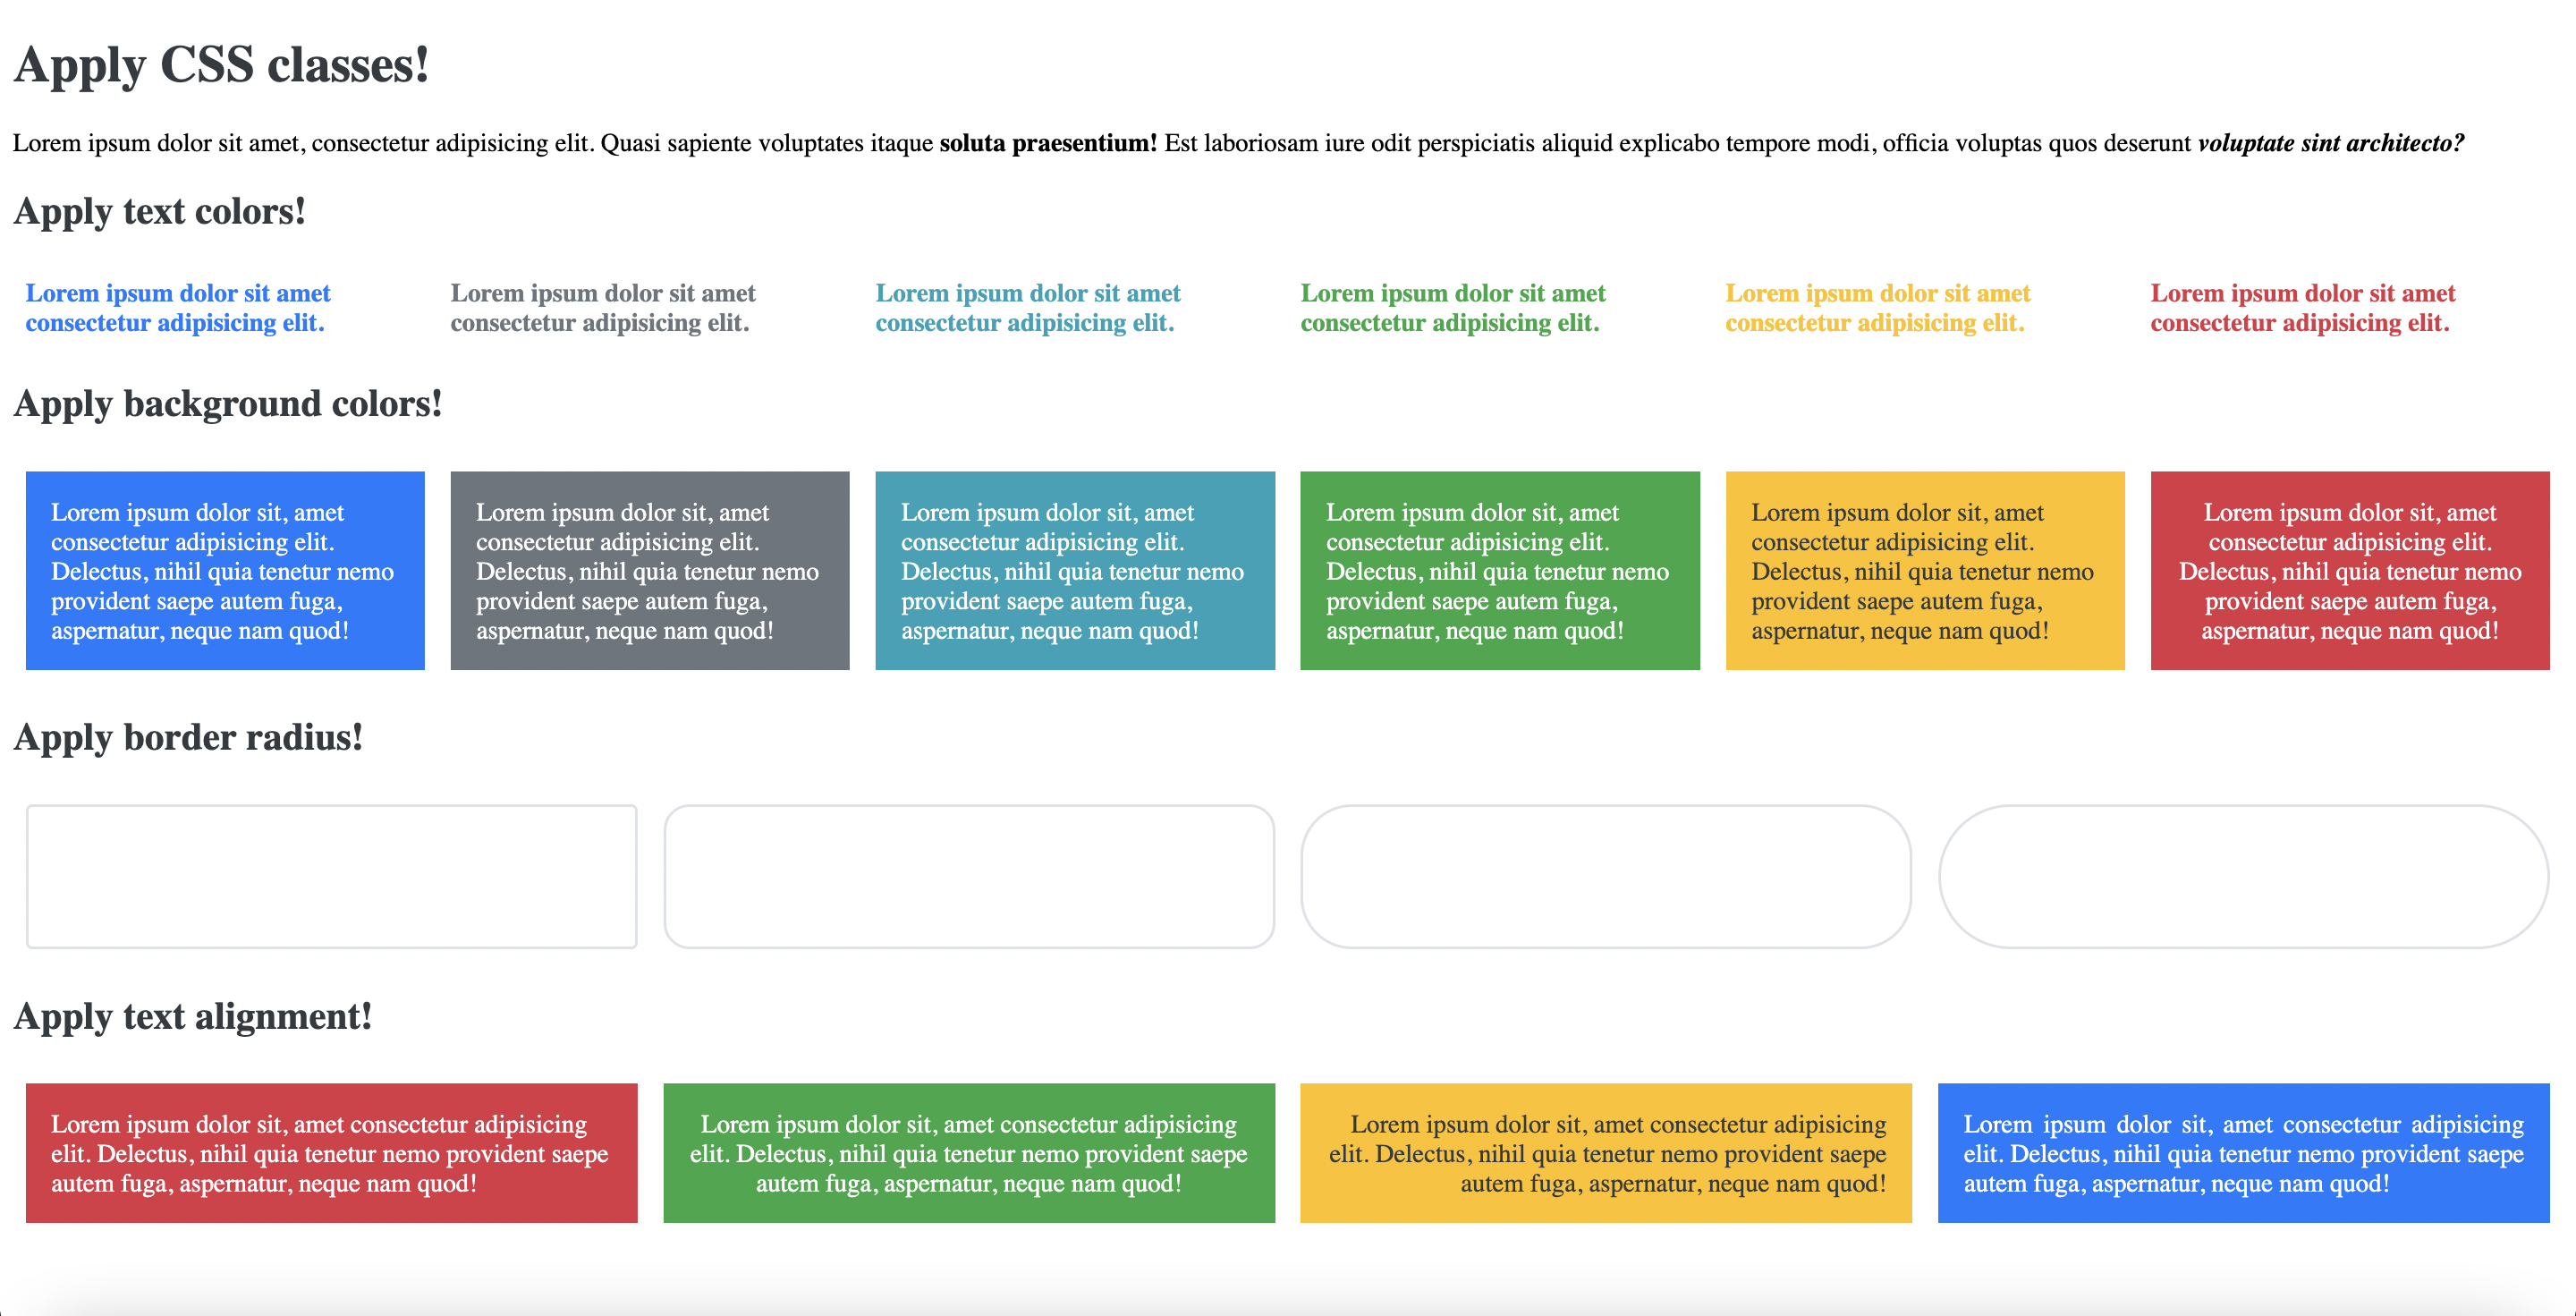 Apply CSS classes!
Lorem ipsum dolor sit amet, consectetur adipisicing elit. Quasi sapiente voluptates itaque soluta praesentium! Est laboriosam iure odit perspiciatis aliquid explicabo tempore modi, officia voluptas quos deserunt voluptate sint architecto?
Apply text colors!
Lorem ipsum dolor sit amet
consectetur adipisicing elit.
Lorem ipsum dolor sit amet
consectetur adipisicing elit.
Lorem ipsum dolor sit amet
consectetur adipisicing elit.
Lorem ipsum dolor sit amet
consectetur adipisicing elit.
Lorem ipsum dolor sit amet
consectetur adipisicing elit.
Lorem ipsum dolor sit amet
consectetur adipisicing elit.
Apply background colors!
Lorem ipsum dolor sit, amet
consectetur adipisicing elit.
Delectus, nihil quia tenetur nemo
provident saepe autem fuga,
aspernatur, neque nam quod!
Lorem ipsum dolor sit, amet
consectetur adipisicing elit.
Delectus, nihil quia tenetur nemo
provident saepe autem fuga,
aspernatur, neque nam quod!
Lorem ipsum dolor sit, amet
consectetur adipisicing elit.
Delectus, nihil quia tenetur nemo
provident saepe autem fuga,
aspernatur, neque nam quod!
Lorem ipsum dolor sit, amet
consectetur adipisicing elit.
Delectus, nihil quia tenetur nemo
provident saepe autem fuga,
aspernatur, neque nam quod!
Lorem ipsum dolor sit, amet
consectetur adipisicing elit.
Delectus, nihil quia tenetur nemo
provident saepe autem fuga,
aspernatur, neque nam quod!
Lorem ipsum dolor sit, amet
consectetur adipisicing elit.
Delectus, nihil quia tenetur nemo
provident saepe autem fuga,
aspernatur, neque nam quod!
Apply border radius!
Apply text alignment!
Lorem ipsum dolor sit, amet consectetur adipisicing
elit. Delectus, nihil quia tenetur nemo provident saepe
autem fuga, aspernatur, neque nam quod!
Lorem ipsum dolor sit, amet consectetur adipisicing
elit. Delectus, nihil quia tenetur nemo provident saepe
autem fuga, aspernatur, neque nam quod!
Lorem ipsum dolor sit, amet consectetur adipisicing
elit. Delectus, nihil quia tenetur nemo provident saepe
autem fuga, aspernatur, neque nam quod!
Lorem ipsum dolor sit, amet consectetur adipisicing
elit. Delectus, nihil quia tenetur nemo provident saepe
autem fuga, aspernatur, neque nam quod!